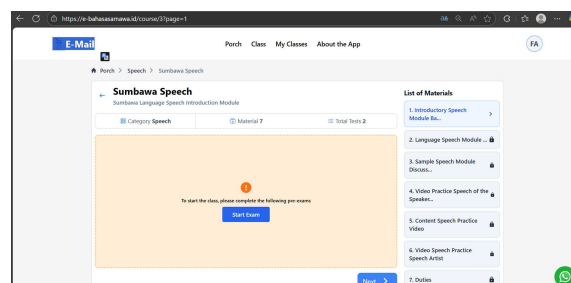 https://e-bahasasamawa.id/course/3?page=1
E-Mail
Porch Class My Classes About the App
FA
Porch > Speech > Sumbawa Speech
← Sumbawa Speech
Sumbawa Language Speech Introduction Module
Category Speech
Material 7
Total Tests 2
To start the class, please complete the following pre-exams
Start Exam
Next >
List of Materials
1. Introductory Speech
Module Ba...
2. Language Speech Module ...
3. Sample Speech Module
Discuss...
4. Video Practice Speech of the
Speaker...
5. Content Speech Practice
Video
6. Video Speech Practice
Speech Artist
7. Duties